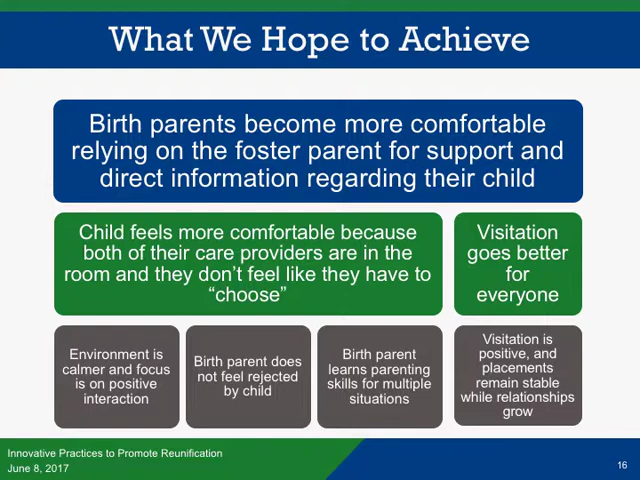 What We Hope to Achieve
Birth parents become more comfortable
relying on the foster parent for support and
direct information regarding their child
Child feels more comfortable because
both of their care providers are in the
room and they don’t feel like they have to
“choose”
Visitation
goes better
for
everyone
Environment is
calmer and focus
is on positive
interaction
Birth parent does
not feel rejected
by child
Birth parent
learns parenting
skills for multiple
situations
Visitation is
positive, and
placements
remain stable
while relationships
grow
Innovative Practices to Promote Reunification
June 8, 2017
16